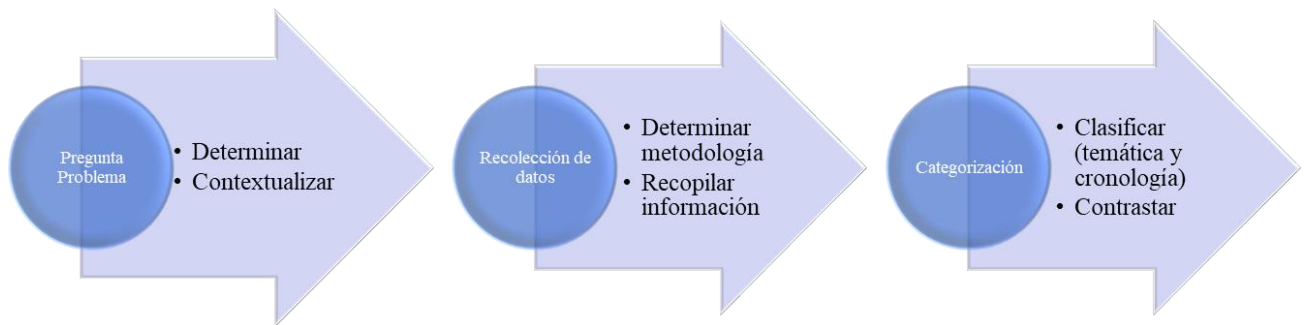 Pregunta
Problema
• Determinar
• Contextualizar
Recolección de
datos
• Determinar
metodología
• Recopilar
información
Categorización
• Clasificar
(temática y
cronología)
• Contrastar